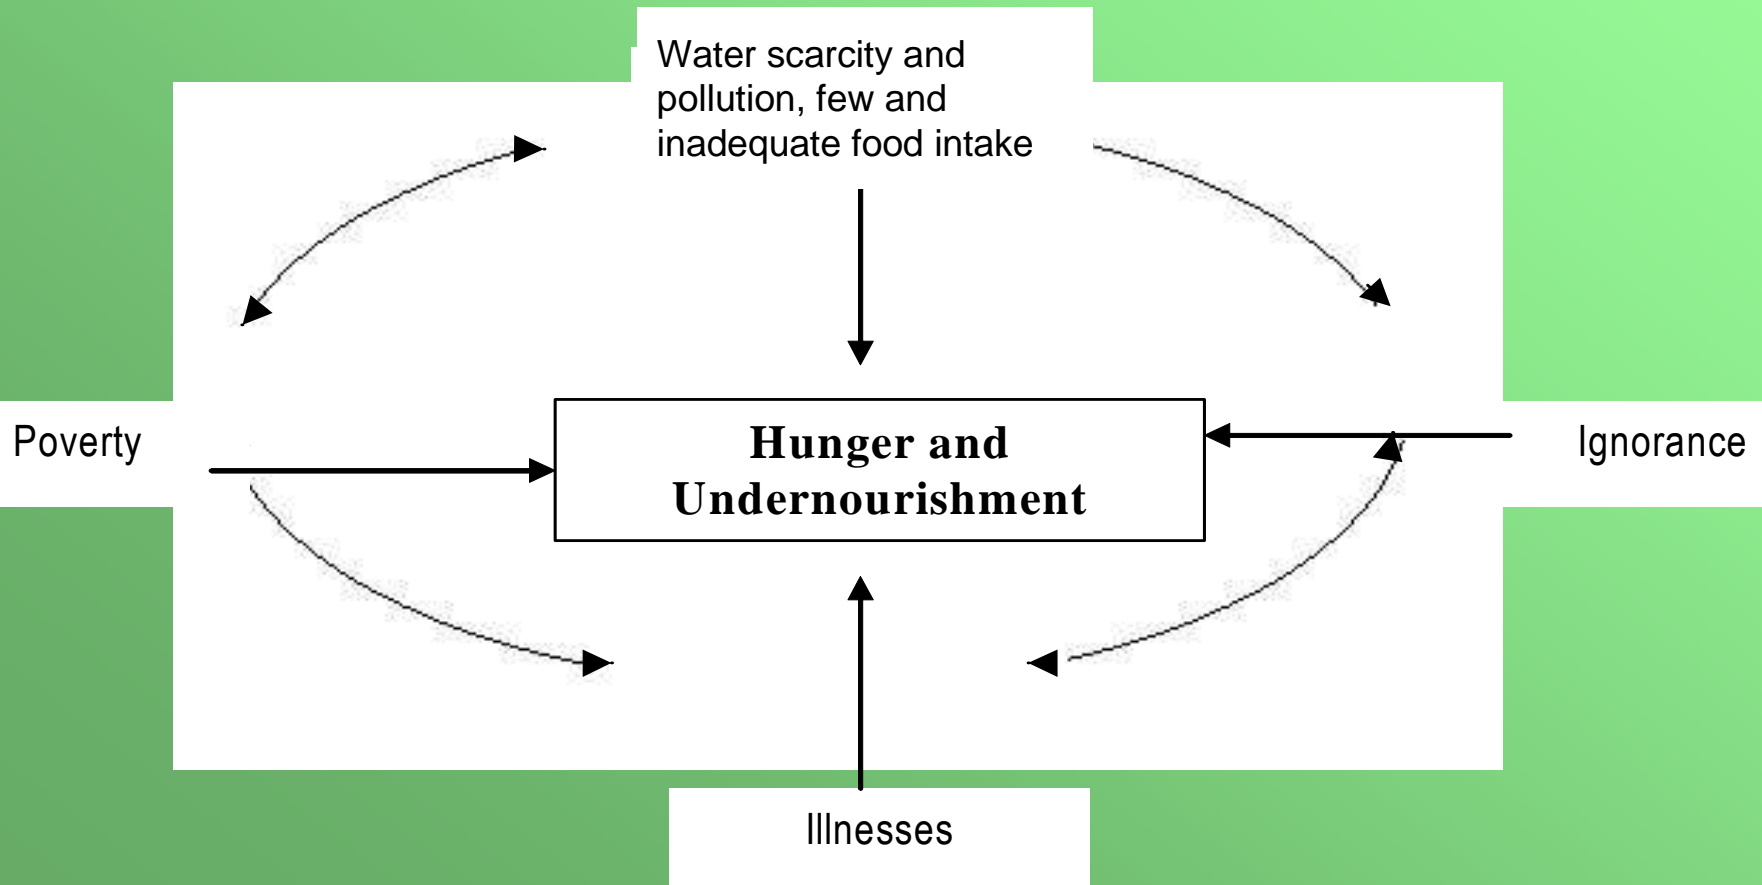 Water scarcity and
pollution, few and
inadequate food intake
Poverty
Hunger and
Undernourishment
Ignorance
Illnesses